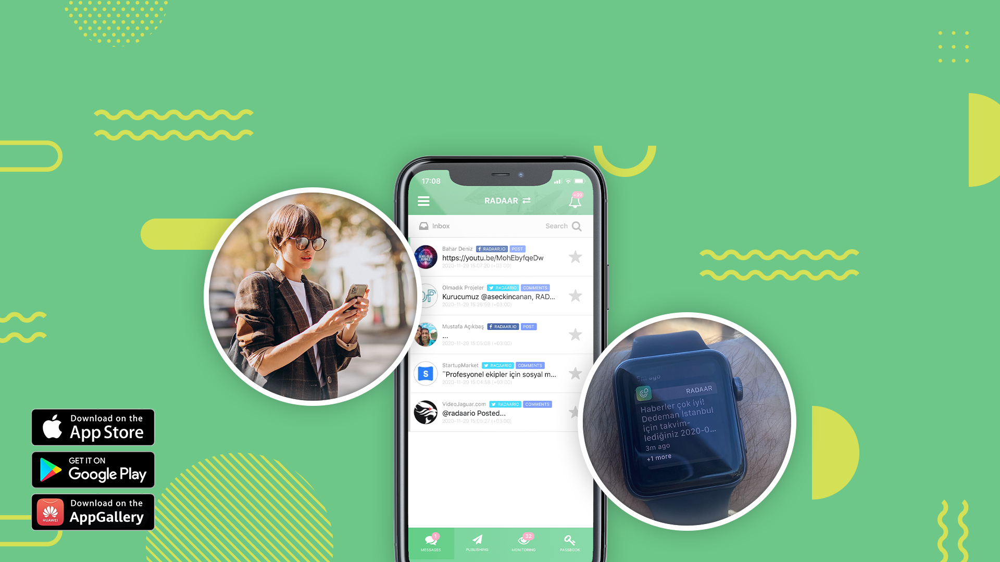 17:08
RADAAR
+99
Inbox
Search
Bahar Deniz
RADAAR.IO
POST
https://youtu.be/MohEbyfqeDw
2020-11-29 15:07:20 (+03:00)
Olmadık Projeler
RADAARIO
COMMENTS
Kurucumuz @aseckincanan, RAD...
2020-11-29 15:26:59 (+03:00)
Mustafa Açıkbaş
RADAAR.IO
POST
...
2020-11-29 15:05:08 (+03:00)
StartupMarket
RADAARIO
COMMENTS
S
¨Profesyonel ekipler için sosyal m...
2020-11-29 15:04:58 (+03:00)
VideoJaguar.com
RADAARIO
COMMENTS
@radaario Posted...
2020-11-29 15:05:27 (+03:00)
1
MESSAGES
PUBLISHING
32
MONITORING
PASSBOOK
5m ago
RADAAR
Haberler çok iyi!
Dedeman İstanbul
için takvim-
lediğiniz 2020-0...
3m ago
+1 more
Download on the
App Store
GET IT ON
Google Play
HUAWEI
Download on the
AppGallery